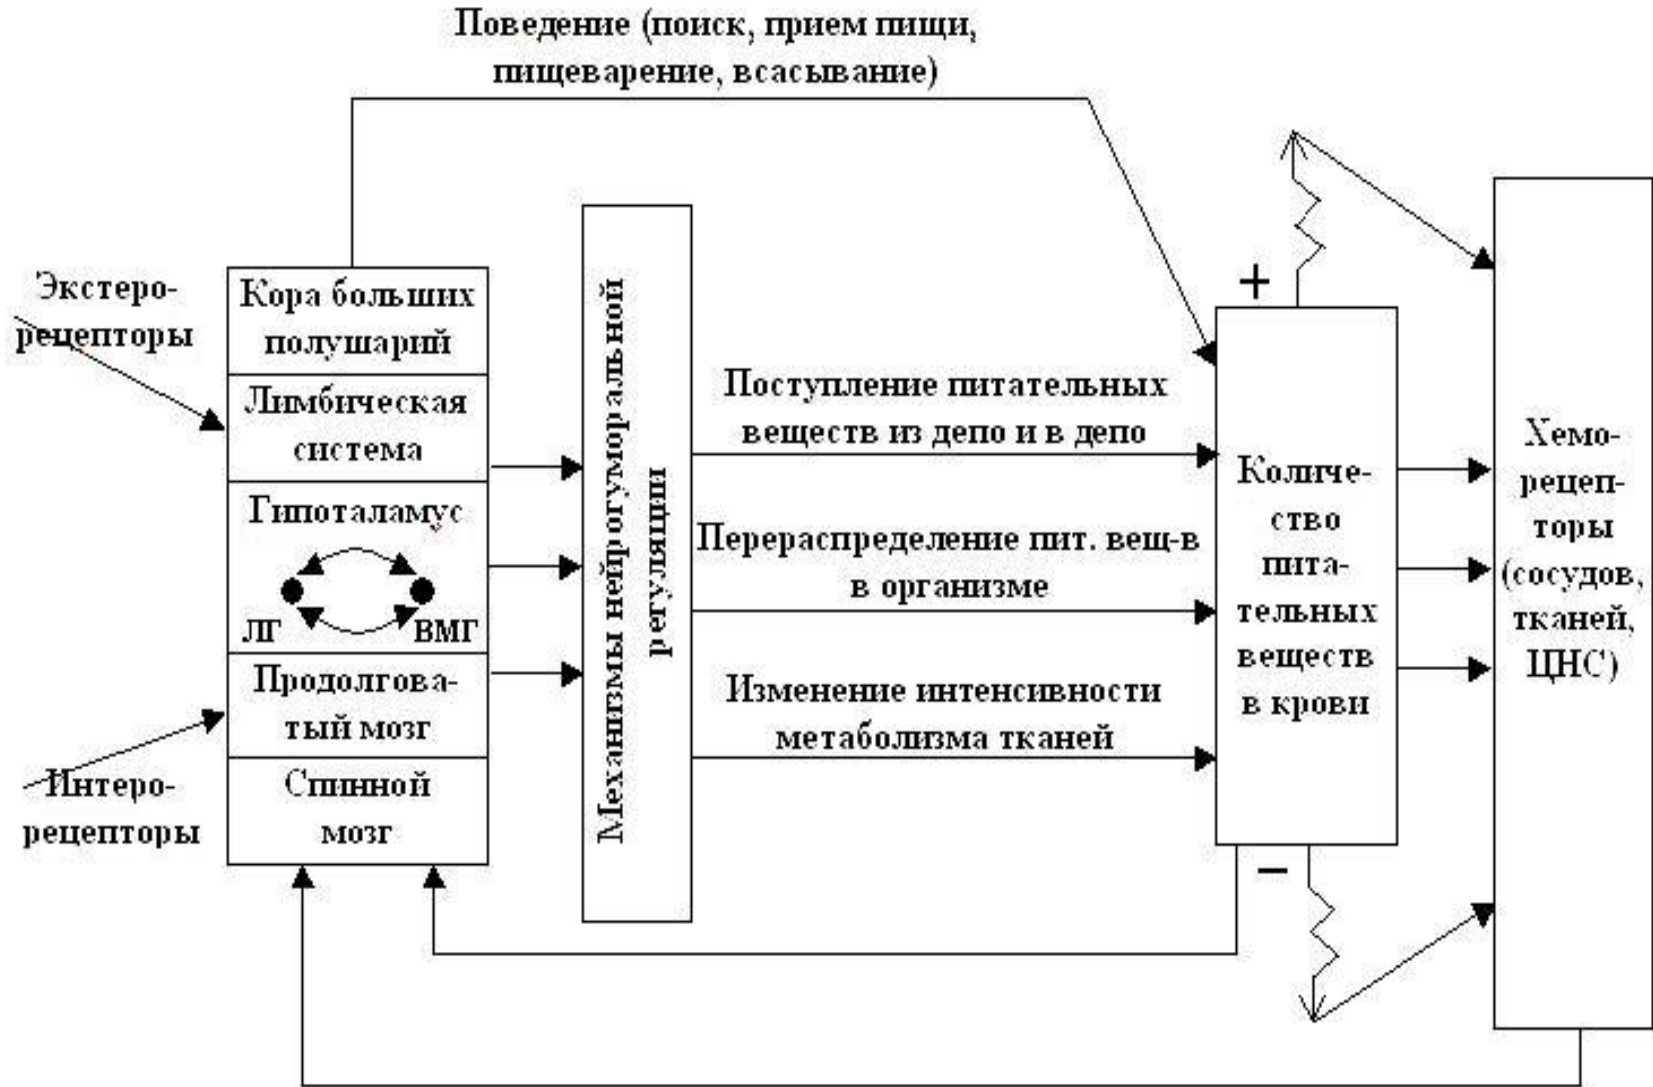 Поведение (поиск, прием пищи,
пищеварение, всасывание)
Экстеро-
рецепторы
Кора больших
полушарий
Лимбическая
система
Гипоталамус
ЛГ
ВМГ
Продолгова-
тый мозг
Спинной
мозг
Интеро-
рецепторы
Механизмы нейрогуморальной
регуляции
Поступление питательных
веществ из депо и в депо
Перераспределение пит. вещ-в
в организме
Изменение интенсивности
метаболизма тканей
+
Количе-
ство
пита-
тельных
веществ
в крови
−
Хемо-
рецеп-
торы
(сосудов,
тканей,
ЦНС)